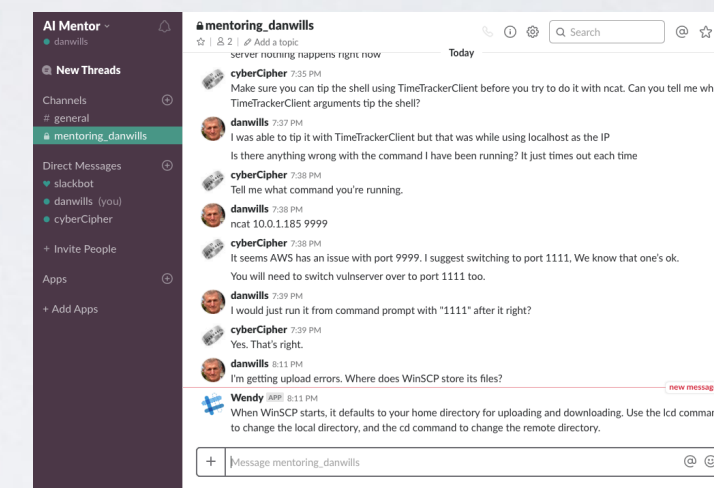 AI Mentor
danwills
New Threads
Channels
# general
mentoring_danwills
Direct Messages
slackbot
danwills (you)
cyberCipher
+ Invite People
Apps
+ Add Apps
mentoring_danwills
2 | Add a topic
Search
server nothing happens right now
Today
cyberCipher 7:35 PM
Make sure you can tip the shell using TimeTrackerClient before you try to do it with ncat. Can you tell me
TimeTrackerClient arguments tip the shell?
danwills 7:37 PM
I was able to tip it with TimeTrackerClient but that was while using localhost as the IP
Is there anything wrong with the command I have been running? It just times out each time
cyberCipher 7:38 PM
Tell me what command you're running.
danwills 7:38 PM
ncat 10.0.1.185 9999
cyberCipher 7:38 PM
It seems AWS has an issue with port 9999. I suggest switching to port 1111, We know that one's ok.
You will need to switch vulnserver over to port 1111 too.
danwills 7:39 PM
I would just run it from command prompt with "1111" after it right?
cyberCipher 7:39 PM
Yes. That's right.
danwills 8:11 PM
I'm getting upload errors. Where does WinSCP store its files?
new messag
Wendy APP 8:11 PM
When WinSCP starts, it defaults to your home directory for uploading and downloading. Use the lcd comman
to change the local directory, and the cd command to change the remote directory.
+ Message mentoring_danwills